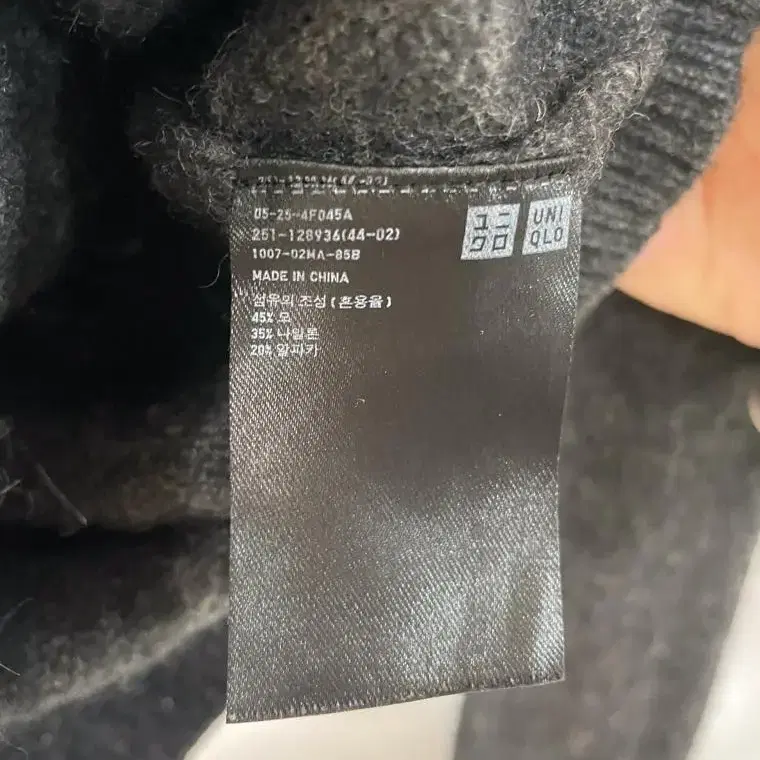 05-25-4F045A
251-128936(44-02)
1007-02MA-85B
MADE IN CHINA
섬유의 조성(혼용율)
45% 모
35% 나일론
20% 알파카
ユニ
クロ
UNI
QLO